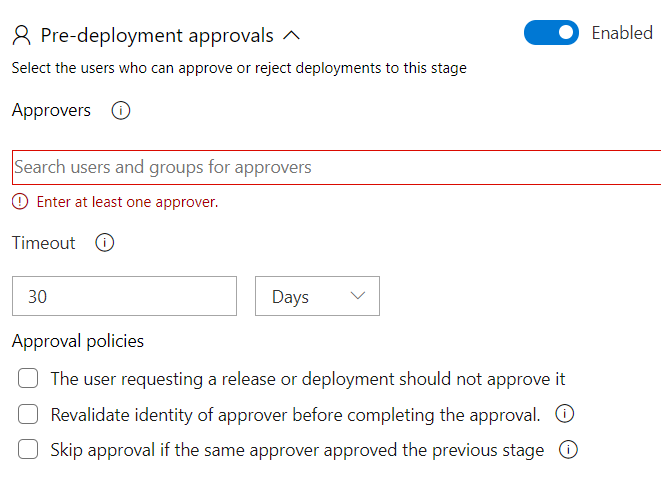 Pre-deployment approvals
Enabled
Select the users who can approve or reject deployments to this stage
Approvers
Search users and groups for approvers
Enter at least one approver.
Timeout
30
Days
Approval policies
The user requesting a release or deployment should not approve it
Revalidate identity of approver before completing the approval.
Skip approval if the same approver approved the previous stage